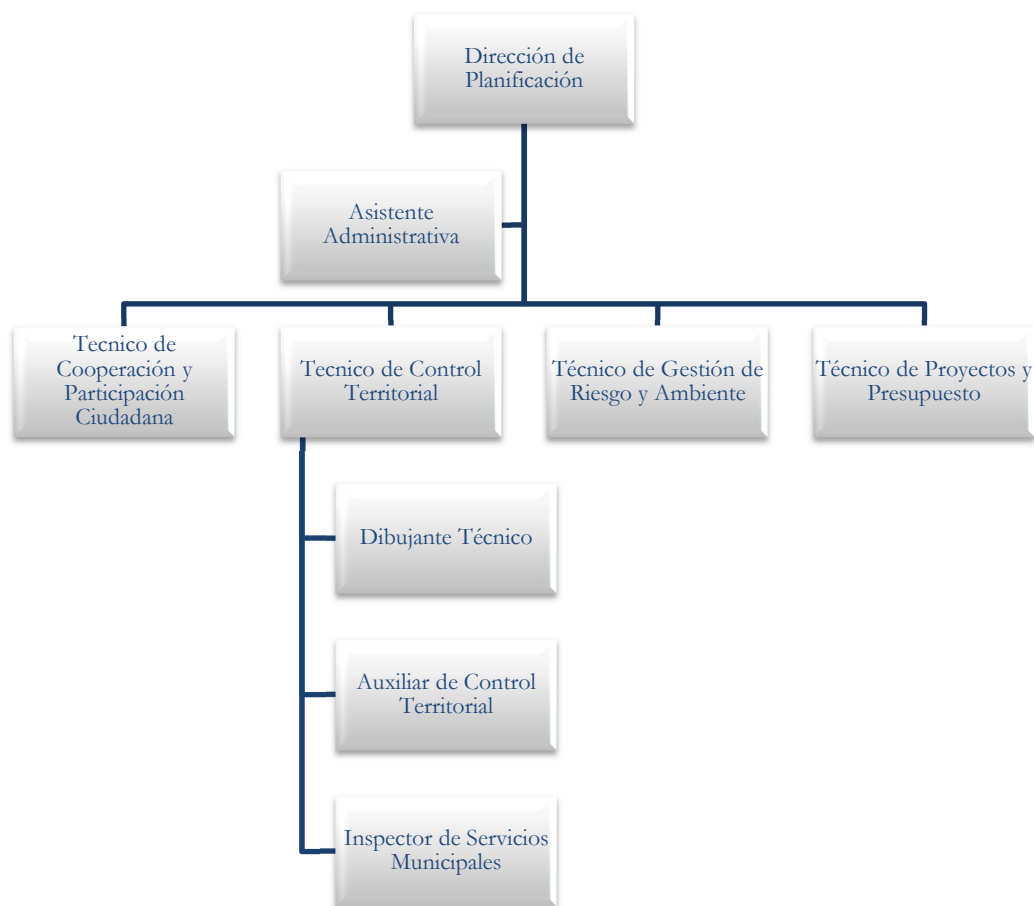 Dirección de
Planificación
Asistente
Administrativa
Tecnico de
Cooperación y
Participación
Ciudadana
Tecnico de Control
Territorial
Técnico de Gestión de
Riesgo y Ambiente
Técnico de Proyectos y
Presupuesto
Dibujante Técnico
Auxiliar de Control
Territorial
Inspector de Servicios
Municipales